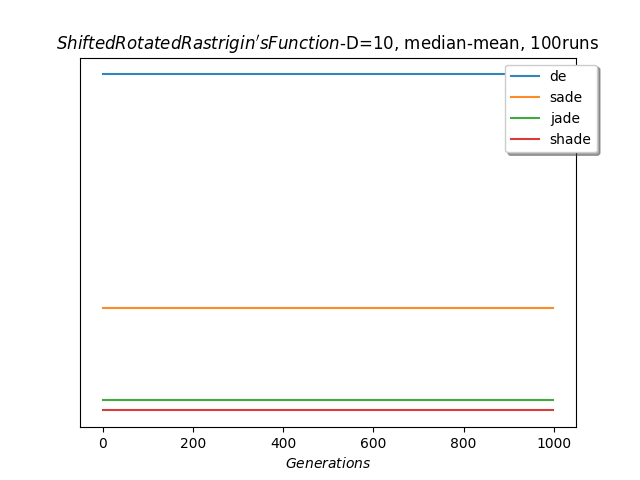 ShiftedRotatedRastrigin'sFunction-D=10, median-mean, 100runs
de
sade
jade
shade
0 200 400 600 800 1000
Generations